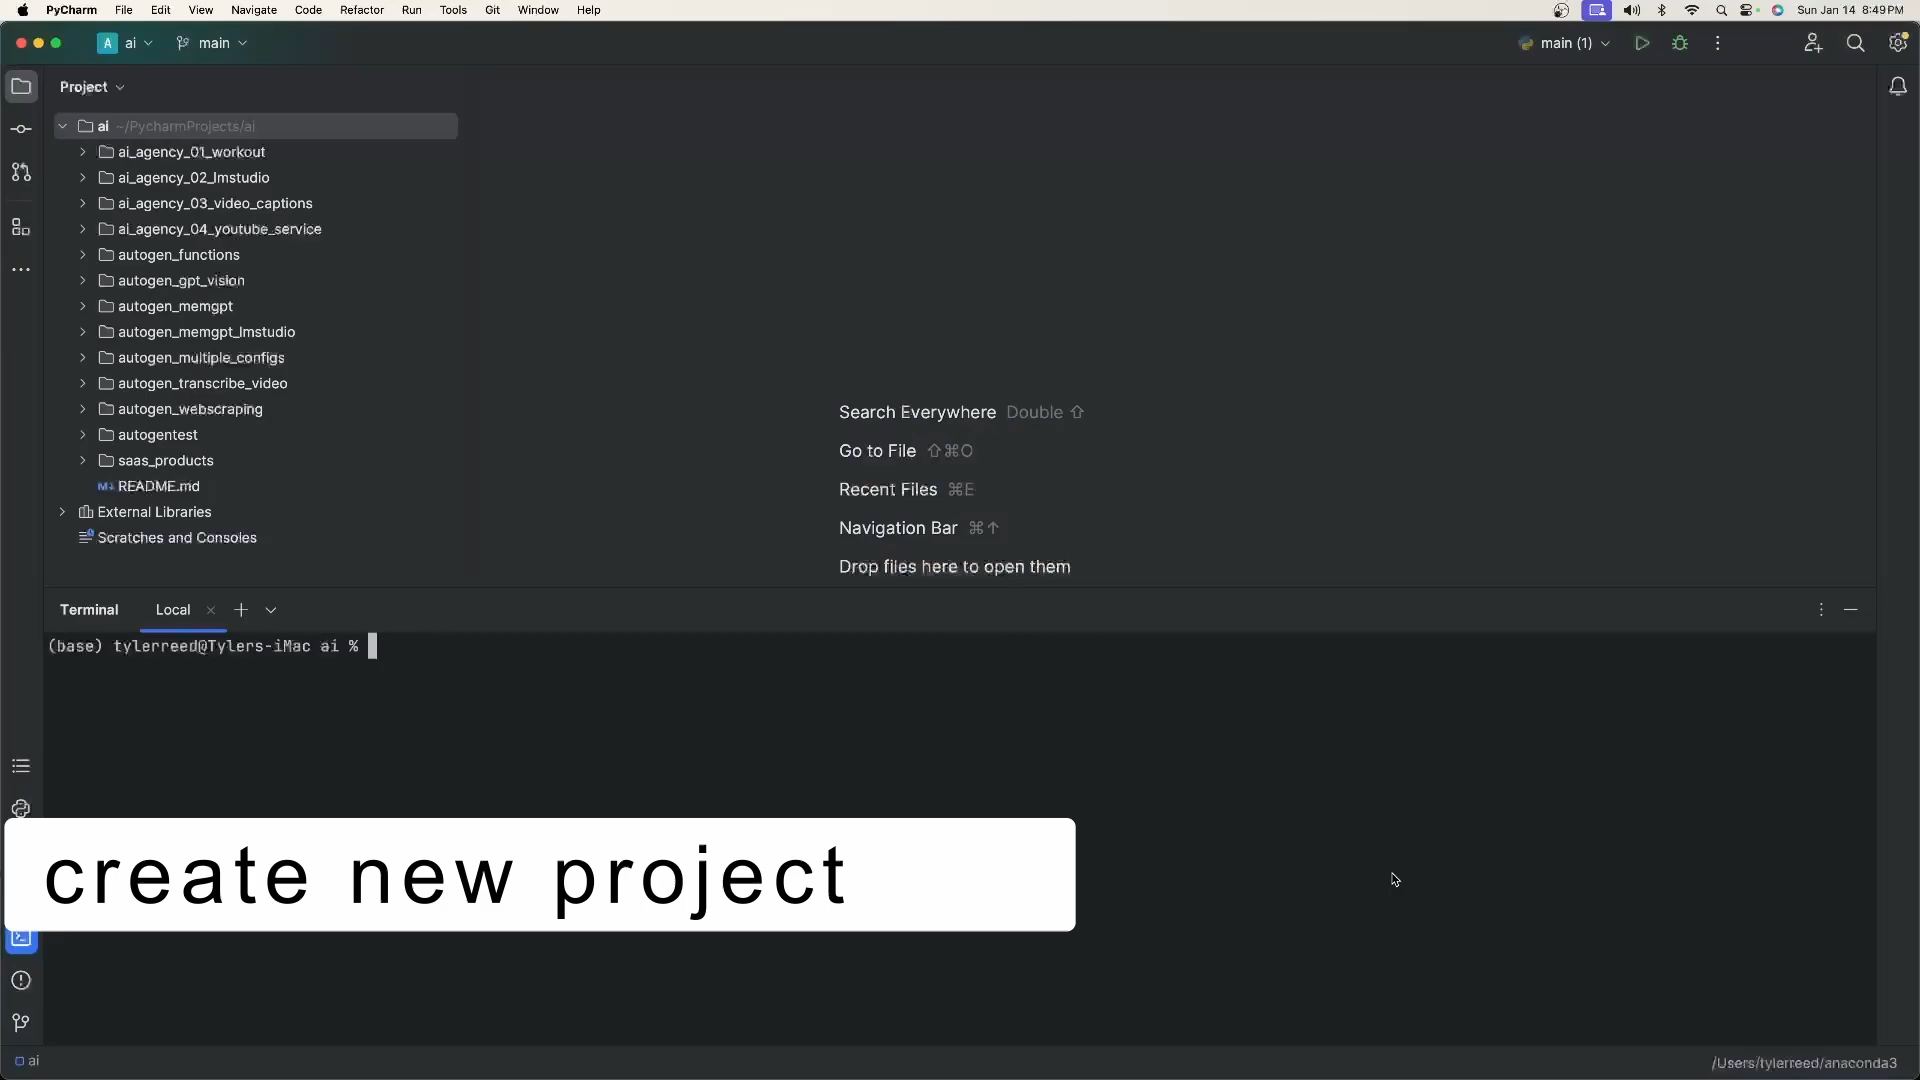 PyCharm File Edit View Navigate Code Refactor Run Tools Git Window Help Sun Jan 14 8:49 PM
A ai main main (1)
Project
ai ~/PycharmProjects/ai
ai_agency_01_workout
ai_agency_02_lmstudio
ai_agency_03_video_captions
ai_agency_04_youtube_service
autogen_functions
autogen_gpt_vision
autogen_memgpt
autogen_memgpt_lmstudio
autogen_multiple_configs
autogen_transcribe_video
autogen_webscraping
autogentest
saas_products
M↓ README.md
External Libraries
Scratches and Consoles
Search Everywhere Double ⇧
Go to File ⇧⌘O
Recent Files ⌘E
Navigation Bar ⌘↑
Drop files here to open them
Terminal Local
(base) tylerreed@Tylers-iMac ai %
create new project
ai /Users/tylerreed/anaconda3